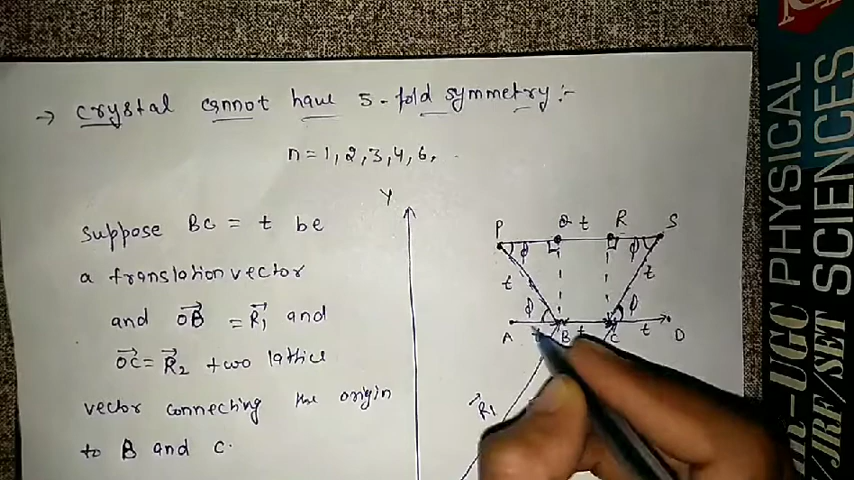 → Crystal cannot have 5-fold symmetry :-
n = 1, 2, 3, 4, 6,
Suppose BC = t be
a translation vector
and OB = R1 and
OC = R2 two lattice
vector connecting the origin
to B and C.
Y
P Q t R S
ϕ ϕ
t t
ϕ ϕ
A B t C t D
R1
PHYSICAL SCIENCES
-UGC
/JRF/SET